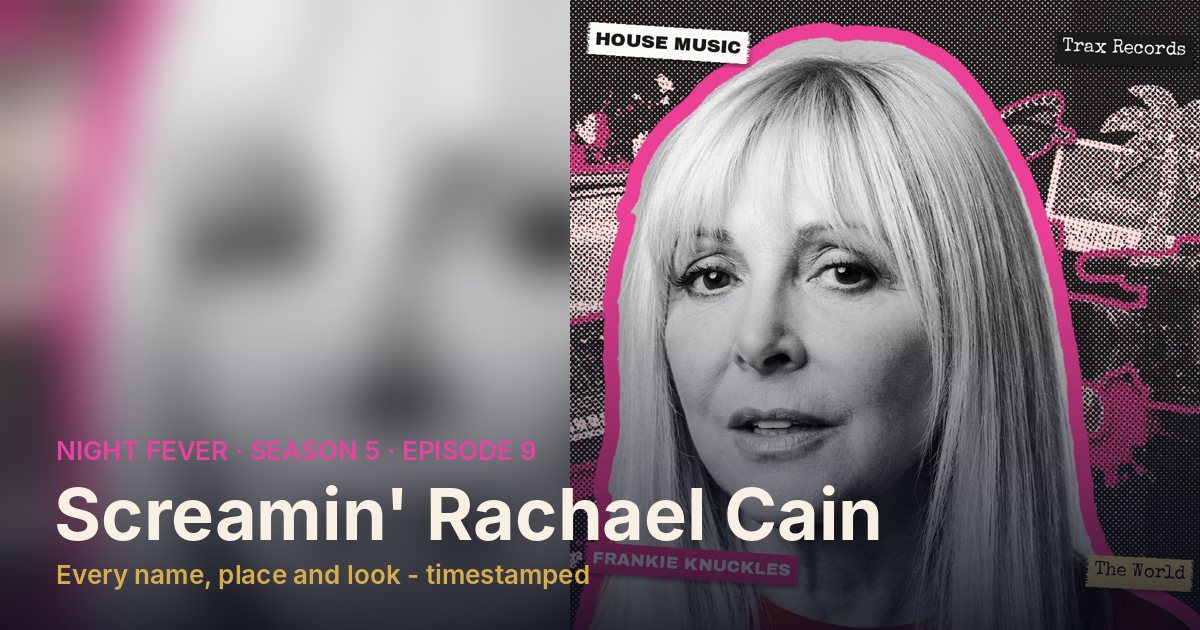 HOUSE MUSIC
Trax Records
NIGHT FEVER · SEASON 5 · EPISODE 9
Screamin' Rachael Cain
FRANKIE KNUCKLES
The World
Every name, place and look - timestamped